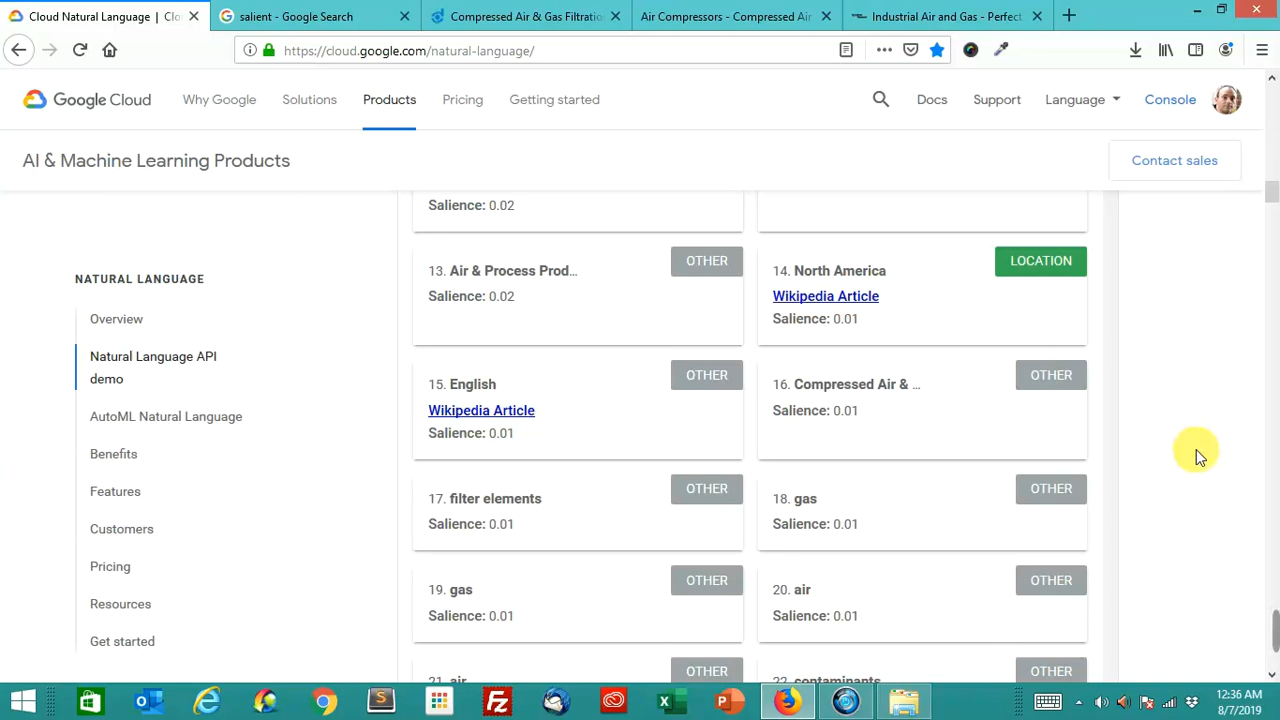 Cloud Natural Language | Clo
salient - Google Search
Compressed Air & Gas Filtratio
Air Compressors - Compressed Air
Industrial Air and Gas - Perfect
https://cloud.google.com/natural-language/
Google Cloud
Why Google
Solutions
Products
Pricing
Getting started
Docs
Support
Language
Console
AI & Machine Learning Products
Contact sales
NATURAL LANGUAGE
Overview
Natural Language API
demo
AutoML Natural Language
Benefits
Features
Customers
Pricing
Resources
Get started
Salience: 0.02
13. Air & Process Prod...
OTHER
Salience: 0.02
14. North America
LOCATION
Wikipedia Article
Salience: 0.01
15. English
OTHER
Wikipedia Article
Salience: 0.01
16. Compressed Air & ...
OTHER
Salience: 0.01
17. filter elements
OTHER
Salience: 0.01
18. gas
OTHER
Salience: 0.01
19. gas
OTHER
Salience: 0.01
20. air
OTHER
Salience: 0.01
21. air
OTHER
22. contaminants
OTHER
12:36 AM
8/7/2019